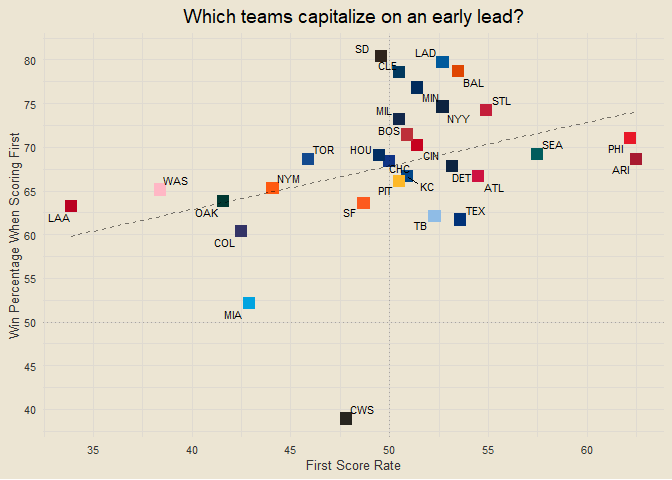 Which teams capitalize on an early lead?
Win Percentage When Scoring First
80
75
70
65
60
55
50
45
40
SD
LAD
CLE
BAL
MIN
STL
MIL
NYY
BOS
TOR
HOU
CIN
SEA
PHI
CHC
DET
ARI
WAS
NYM
PIT
KC
ATL
LAA
OAK
SF
TB
TEX
COL
MIA
CWS
35
40
45
50
55
60
First Score Rate